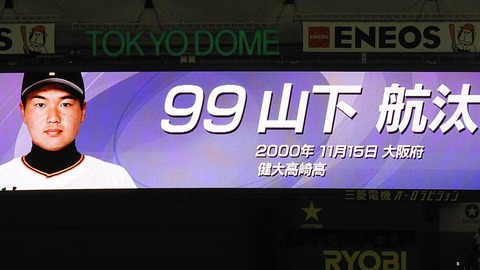 TOKYO DOME
ENEOS
99 山下 航汰
2000年 11月15日 大阪府
健大高崎高
三菱電機 オーロラビジョン
SAPPORO
RYOBI